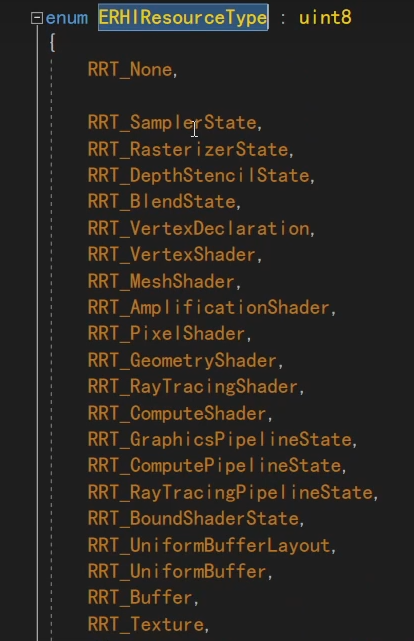 enum ERHIResourceType : uint8
{
RRT_None,
RRT_SamplerState,
RRT_RasterizerState,
RRT_DepthStencilState,
RRT_BlendState,
RRT_VertexDeclaration,
RRT_VertexShader,
RRT_MeshShader,
RRT_AmplificationShader,
RRT_PixelShader,
RRT_GeometryShader,
RRT_RayTracingShader,
RRT_ComputeShader,
RRT_GraphicsPipelineState,
RRT_ComputePipelineState,
RRT_RayTracingPipelineState,
RRT_BoundShaderState,
RRT_UniformBufferLayout,
RRT_UniformBuffer,
RRT_Buffer,
RRT_Texture,